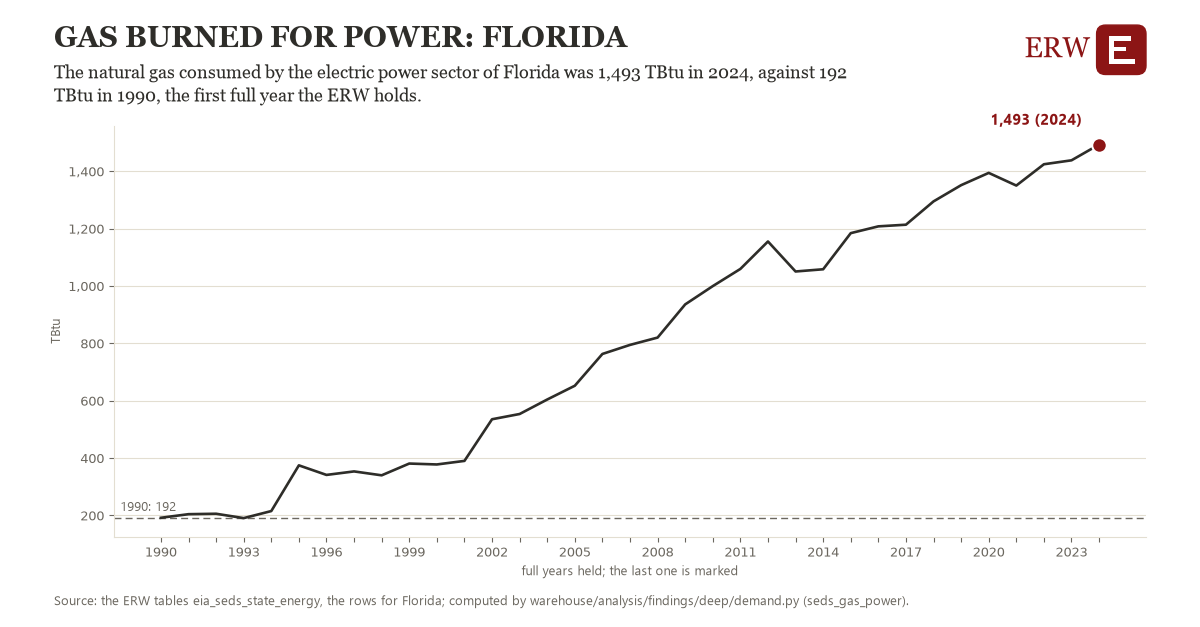 GAS BURNED FOR POWER: FLORIDA
ERW E
The natural gas consumed by the electric power sector of Florida was 1,493 TBtu in 2024, against 192
TBtu in 1990, the first full year the ERW holds.
1,493 (2024)
1,400
1,200
1,000
800
600
400
200
TBtu
1990: 192
1990 1993 1996 1999 2002 2005 2008 2011 2014 2017 2020 2023
full years held; the last one is marked
Source: the ERW tables eia_seds_state_energy, the rows for Florida; computed by warehouse/analysis/findings/deep/demand.py (seds_gas_power).